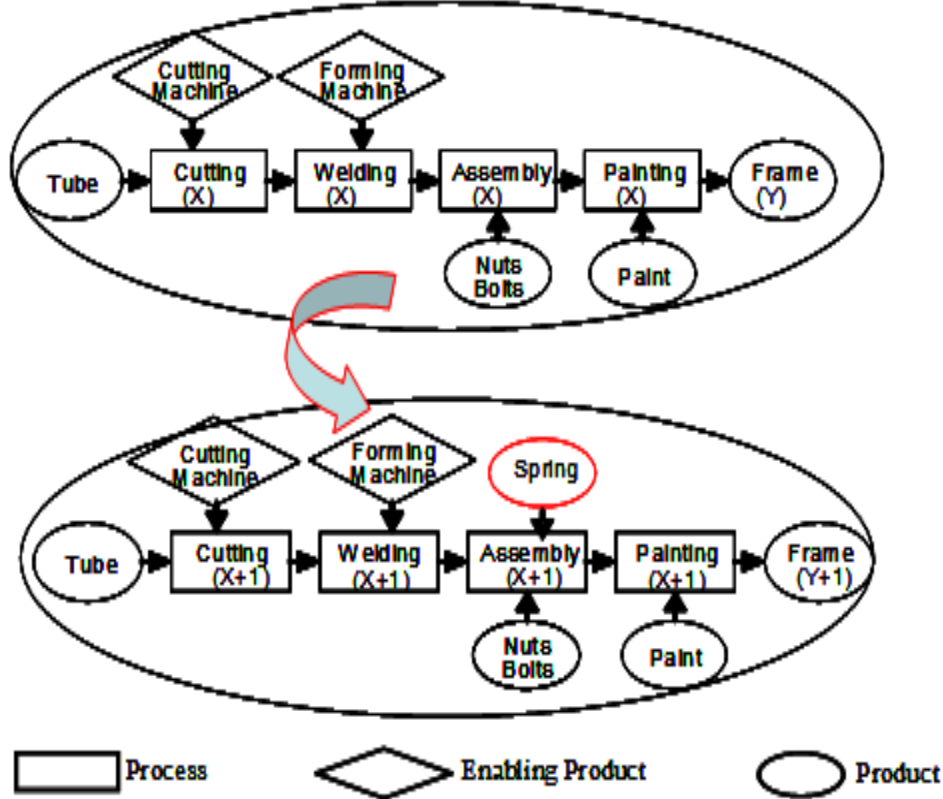 Cutting
Machine
Forming
Machine
Tube
Cutting
(X)
Welding
(X)
Assembly
(X)
Painting
(X)
Frame
(Y)
Nuts
Bolts
Paint
Cutting
Machine
Forming
Machine
Spring
Tube
Cutting
(X+1)
Welding
(X+1)
Assembly
(X+1)
Painting
(X+1)
Frame
(Y+1)
Nuts
Bolts
Paint
Process
Enabling Product
Product